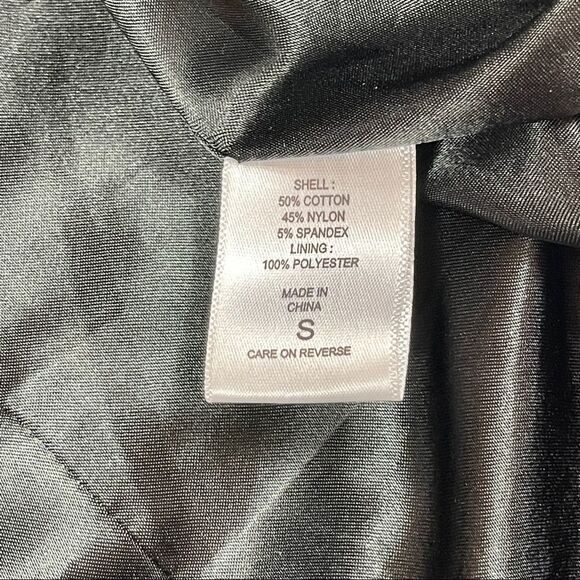 SHELL :
50% COTTON
45% NYLON
5% SPANDEX
LINING :
100% POLYESTER
MADE IN
CHINA
S
CARE ON REVERSE